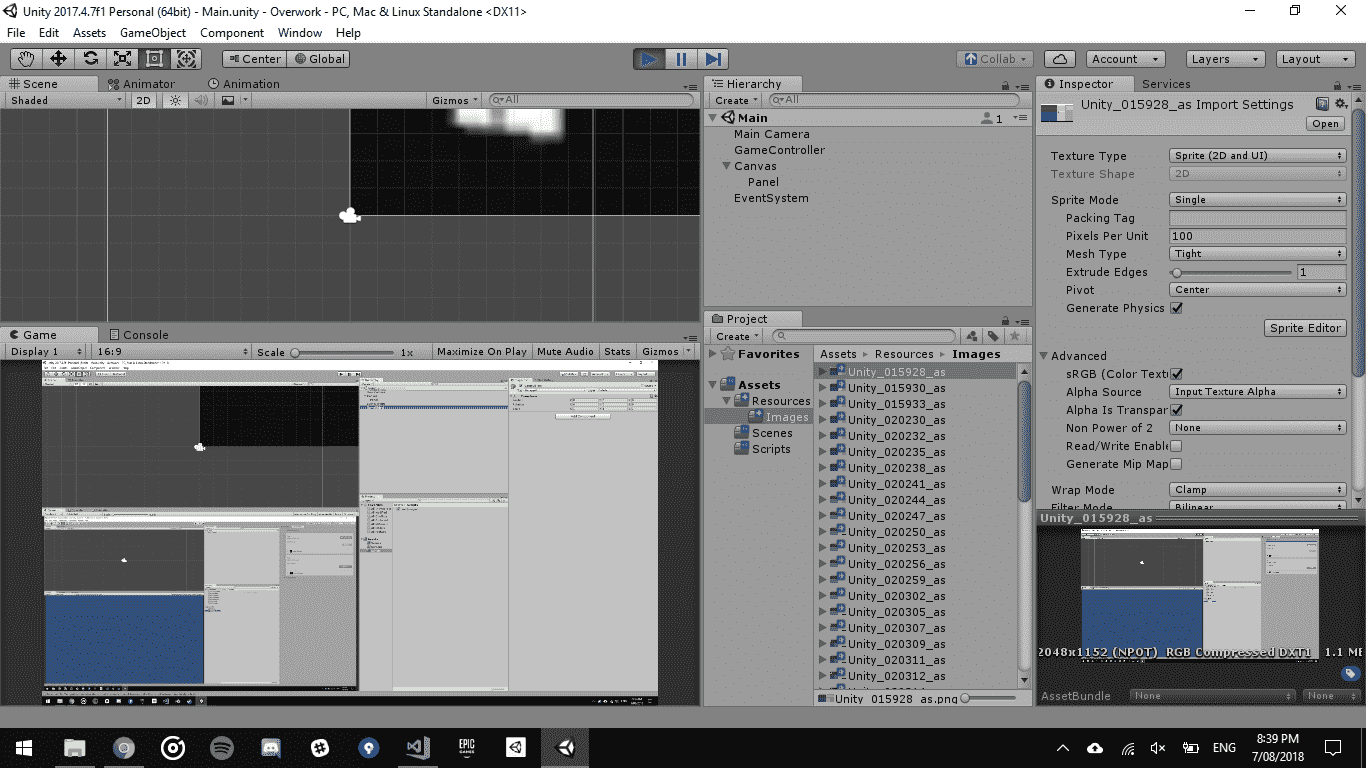 Unity 2017.4.7f1 Personal (64bit) - Main.unity - Overwork - PC, Mac & Linux Standalone <DX11>
File Edit Assets GameObject Component Window Help
Center Global Collab Account Layers Layout
Scene Animator Animation
Shaded 2D Gizmos All
Hierarchy
Create All
Main 1
Main Camera
GameController
Canvas
Panel
EventSystem
Game Console
Display 1 16:9 Scale 1x Maximize On Play Mute Audio Stats Gizmos
Project
Create
Favorites
Assets
Resources
Images
Scenes
Scripts
Assets Resources Images
Unity_015928_as
Unity_015930_as
Unity_015933_as
Unity_020230_as
Unity_020232_as
Unity_020235_as
Unity_020238_as
Unity_020241_as
Unity_020244_as
Unity_020247_as
Unity_020250_as
Unity_020253_as
Unity_020256_as
Unity_020259_as
Unity_020302_as
Unity_020305_as
Unity_020307_as
Unity_020309_as
Unity_020311_as
Unity_020312_as
Unity_015928_as.png
Inspector Services
Unity_015928_as Import Settings
Open
Texture Type Sprite (2D and UI)
Texture Shape 2D
Sprite Mode Single
Packing Tag
Pixels Per Unit 100
Mesh Type Tight
Extrude Edges 1
Pivot Center
Generate Physics
Sprite Editor
Advanced
sRGB (Color Text
Alpha Source Input Texture Alpha
Alpha Is Transpar
Non Power of 2 None
Read/Write Enable
Generate Mip Map
Wrap Mode Clamp
Filter Mode Bilinear
Unity_015928_as
2048x1152 (NPOT) RGB Compressed DXT1 1.1 ME
AssetBundle None None
EPIC GAMES
ENG
8:39 PM
7/08/2018